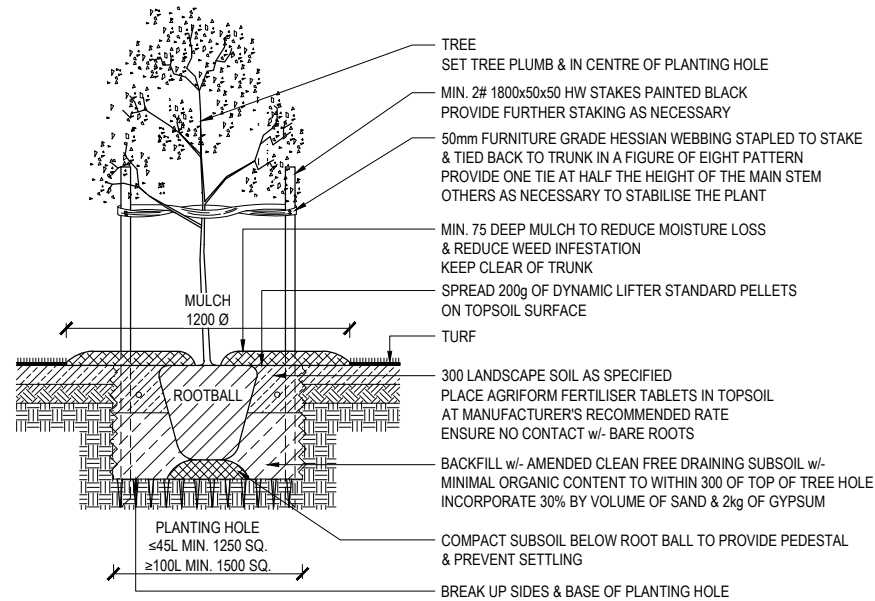 TREE
SET TREE PLUMB & IN CENTRE OF PLANTING HOLE
MIN. 2# 1800x50x50 HW STAKES PAINTED BLACK
PROVIDE FURTHER STAKING AS NECESSARY
50mm FURNITURE GRADE HESSIAN WEBBING STAPLED TO STAKE
& TIED BACK TO TRUNK IN A FIGURE OF EIGHT PATTERN
PROVIDE ONE TIE AT HALF THE HEIGHT OF THE MAIN STEM
OTHERS AS NECESSARY TO STABILISE THE PLANT
MIN. 75 DEEP MULCH TO REDUCE MOISTURE LOSS
& REDUCE WEED INFESTATION
KEEP CLEAR OF TRUNK
SPREAD 200g OF DYNAMIC LIFTER STANDARD PELLETS
ON TOPSOIL SURFACE
MULCH
1200 Ø
TURF
300 LANDSCAPE SOIL AS SPECIFIED
PLACE AGRIFORM FERTILISER TABLETS IN TOPSOIL
AT MANUFACTURER'S RECOMMENDED RATE
ENSURE NO CONTACT w/- BARE ROOTS
ROOTBALL
BACKFILL w/- AMENDED CLEAN FREE DRAINING SUBSOIL w/-
MINIMAL ORGANIC CONTENT TO WITHIN 300 OF TOP OF TREE HOLE
INCORPORATE 30% BY VOLUME OF SAND & 2kg OF GYPSUM
PLANTING HOLE
≤45L MIN. 1250 SQ.
≥100L MIN. 1500 SQ.
COMPACT SUBSOIL BELOW ROOT BALL TO PROVIDE PEDESTAL
& PREVENT SETTLING
BREAK UP SIDES & BASE OF PLANTING HOLE